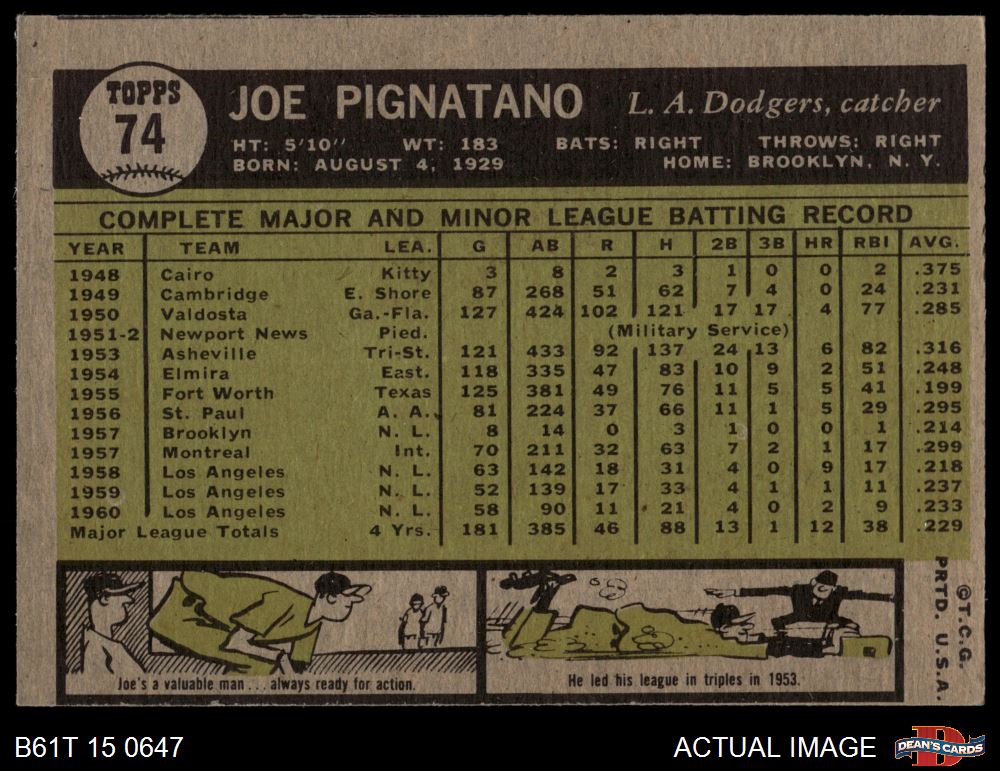 TOPPS
74
JOE PIGNATANO
L. A. Dodgers, catcher
HT: 5'10" WT: 183 BATS: RIGHT THROWS: RIGHT
BORN: AUGUST 4, 1929 HOME: BROOKLYN, N. Y.
COMPLETE MAJOR AND MINOR LEAGUE BATTING RECORD
YEAR TEAM LEA. G AB R H 2B 3B HR RBI AVG.
1948 Cairo Kitty 3 8 2 3 1 0 0 2 .375
1949 Cambridge E. Shore 87 268 51 62 7 4 0 24 .231
1950 Valdosta Ga.-Fla. 127 424 102 121 17 17 4 77 .285
1951-2 Newport News Pied. (Military Service)
1953 Asheville Tri-St. 121 433 92 137 24 13 6 82 .316
1954 Elmira East. 118 335 47 83 10 9 2 51 .248
1955 Fort Worth Texas 125 381 49 76 11 5 5 41 .199
1956 St. Paul A. A. 81 224 37 66 11 1 5 29 .295
1957 Brooklyn N. L. 8 14 0 3 1 0 0 1 .214
1957 Montreal Int. 70 211 32 63 7 2 1 17 .299
1958 Los Angeles N. L. 63 142 18 31 4 0 9 17 .218
1959 Los Angeles N. L. 52 139 17 33 4 1 1 11 .237
1960 Los Angeles N. L. 58 90 11 21 4 0 2 9 .233
Major League Totals 4 Yrs. 181 385 46 88 13 1 12 38 .229
Joe's a valuable man . . . always ready for action.
He led his league in triples in 1953.
©T.C.G.
PRTD. U.S.A.
B61T 15 0647
ACTUAL IMAGE
DEAN'S CARDS